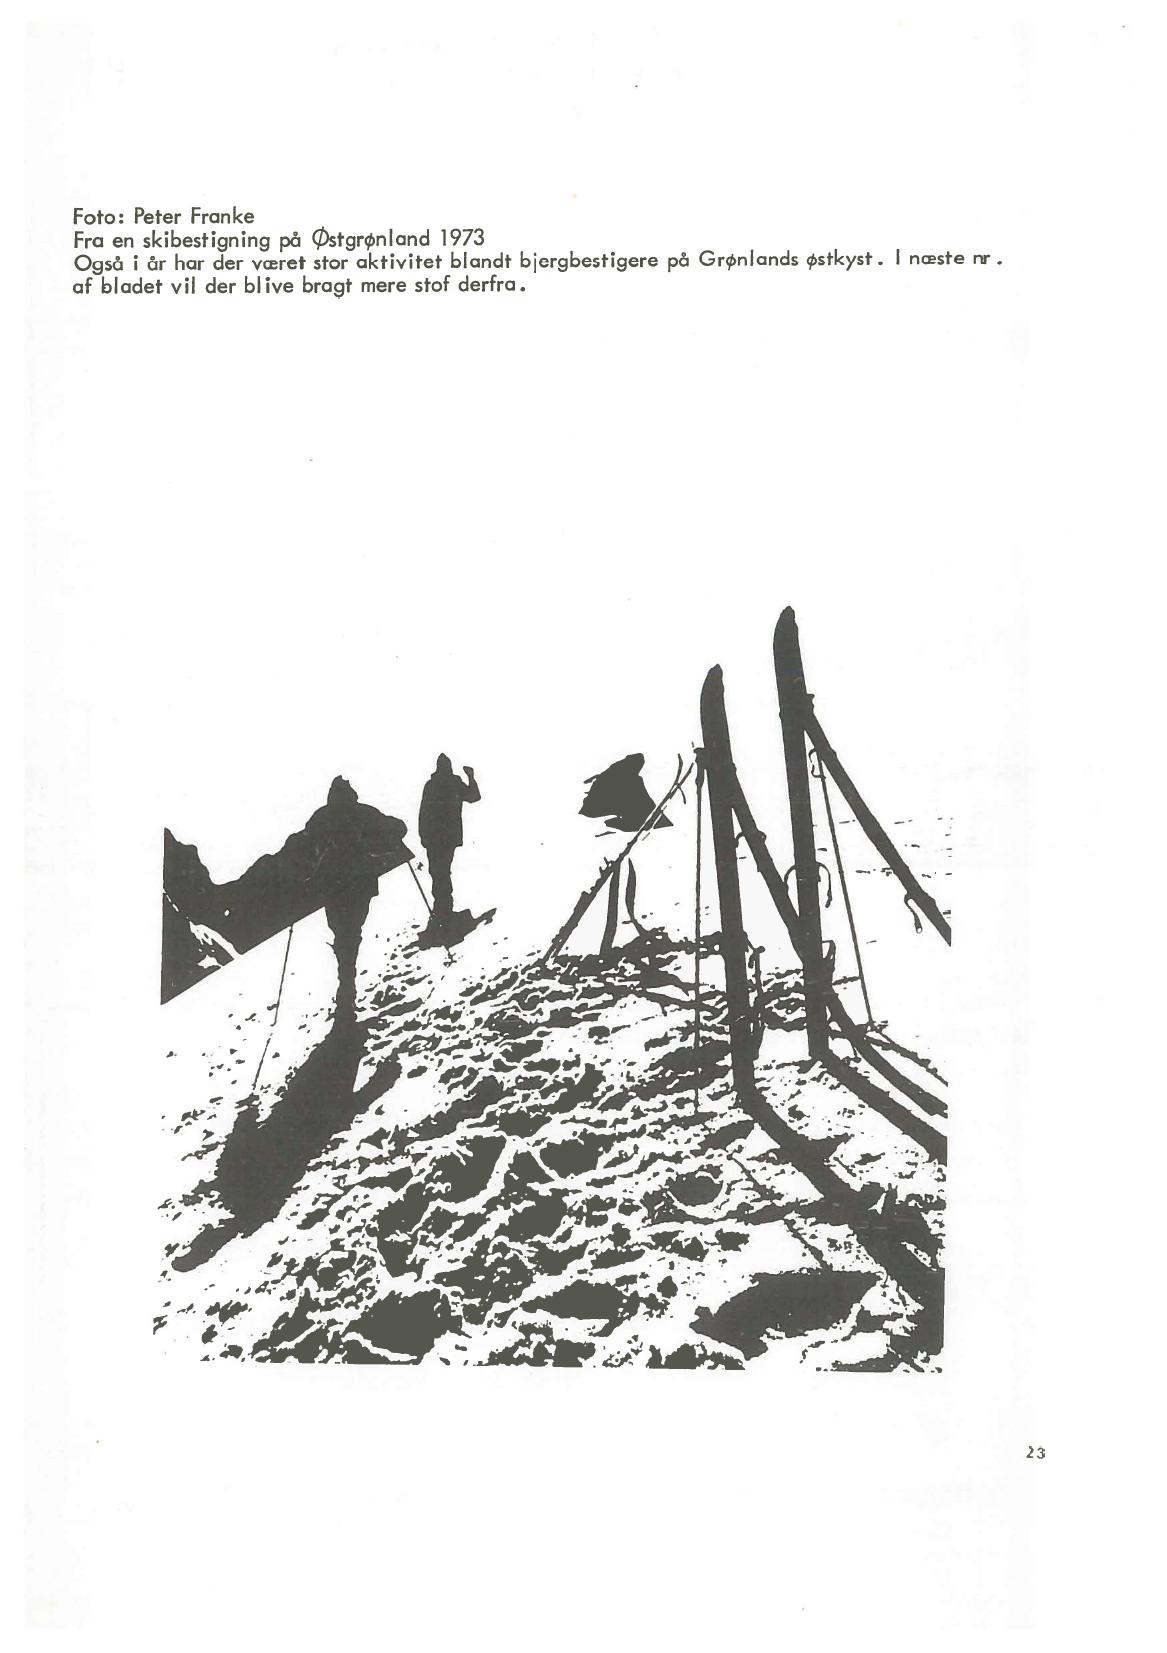 Foto: Peter Franke
Fra en skibestigning på Østgrønland 1973
Også i år har der været stor aktivitet blandt bjergbestigere på Grønlands østkyst. I næste nr.
af bladet vil der blive bragt mere stof derfra.
23